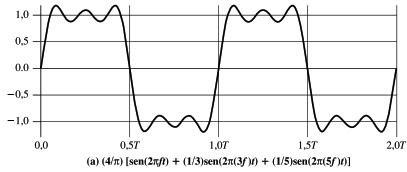 1,0
0,5
0,0
−0,5
−1,0
0,0 0,5T 1,0T 1,5T 2,0T
(a) (4/π) [sen(2πft) + (1/3)sen(2π(3f)t) + (1/5)sen(2π(5f)t)]